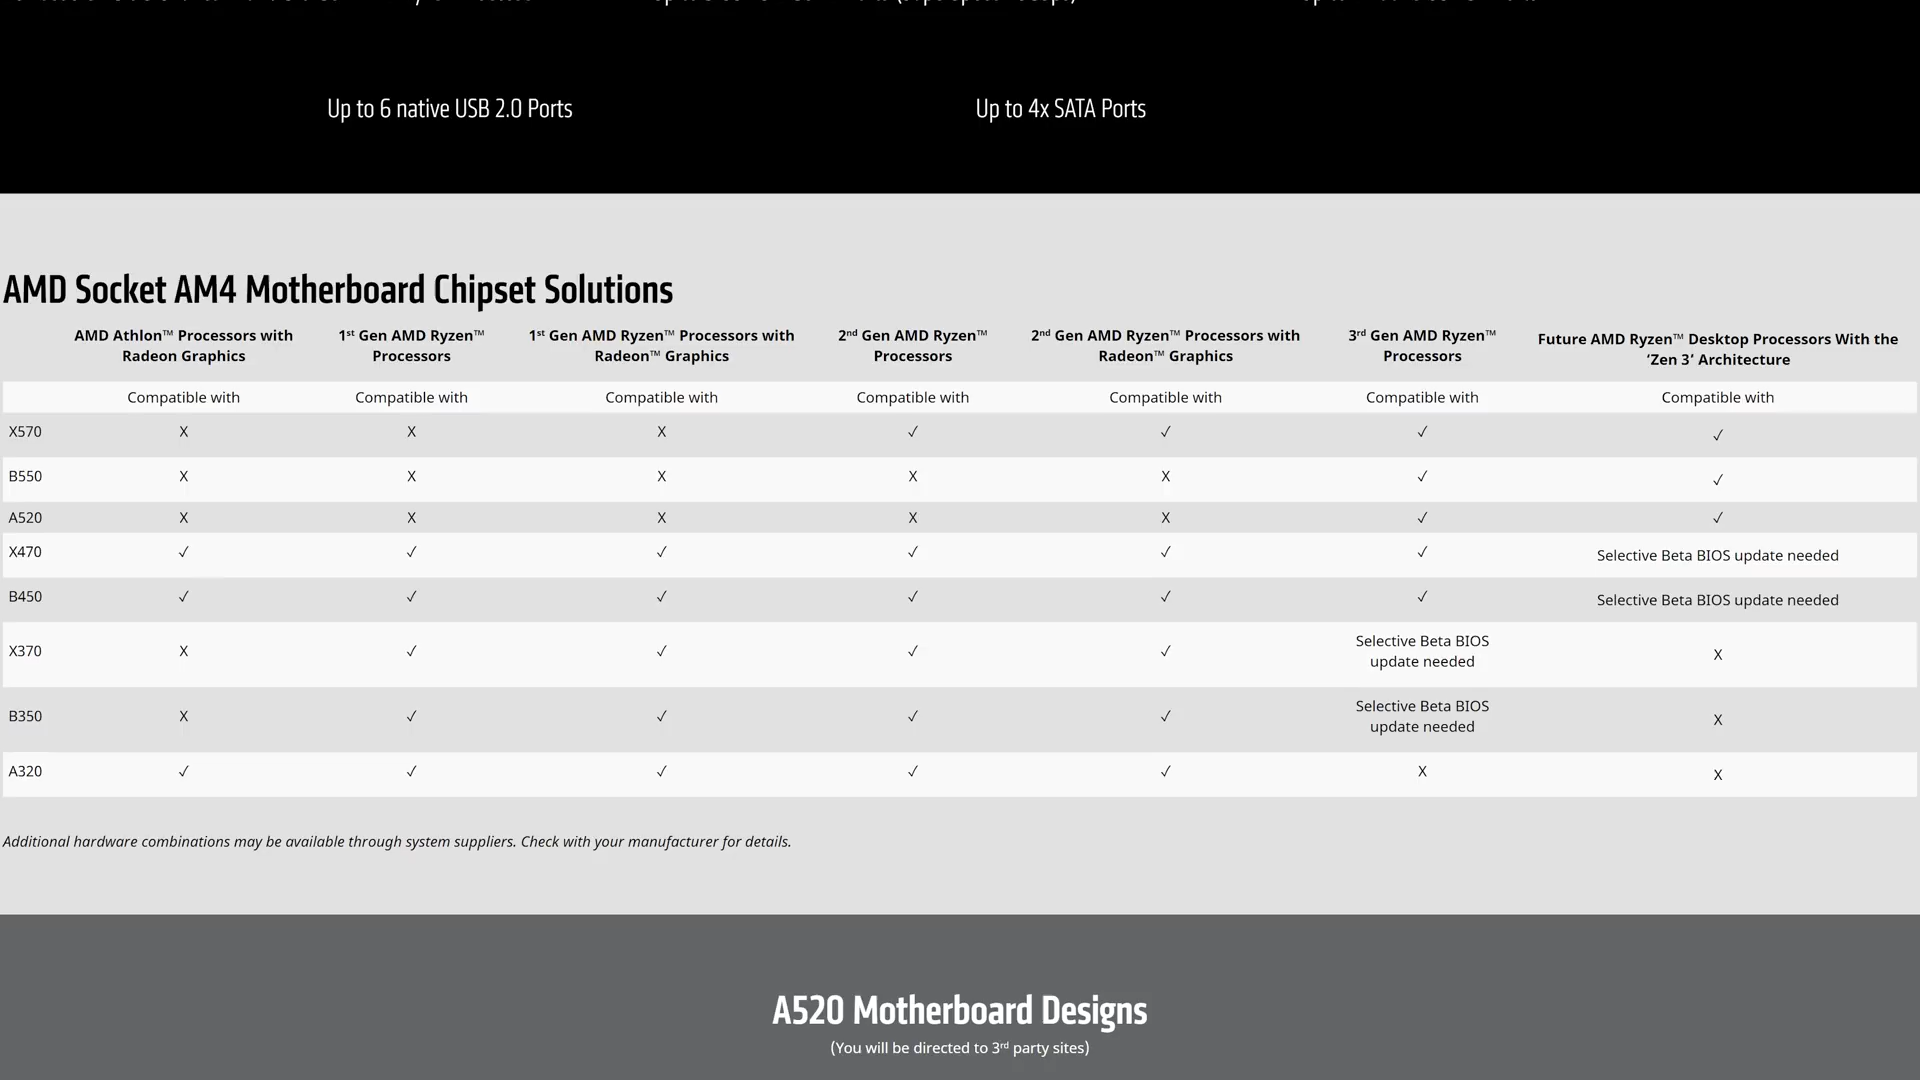 Up to 6 native USB 2.0 Ports
Up to 4x SATA Ports
AMD Socket AM4 Motherboard Chipset Solutions
AMD Athlon™ Processors with Radeon Graphics
1st Gen AMD Ryzen™ Processors
1st Gen AMD Ryzen™ Processors with Radeon™ Graphics
2nd Gen AMD Ryzen™ Processors
2nd Gen AMD Ryzen™ Processors with Radeon™ Graphics
3rd Gen AMD Ryzen™ Processors
Future AMD Ryzen™ Desktop Processors With the ‘Zen 3’ Architecture
Compatible with Compatible with Compatible with Compatible with Compatible with Compatible with Compatible with
X570 X X X ✓ ✓ ✓ ✓
B550 X X X X X ✓ ✓
A520 X X X X X ✓ ✓
X470 ✓ ✓ ✓ ✓ ✓ ✓ Selective Beta BIOS update needed
B450 ✓ ✓ ✓ ✓ ✓ ✓ Selective Beta BIOS update needed
X370 X ✓ ✓ ✓ ✓ Selective Beta BIOS update needed X
B350 X ✓ ✓ ✓ ✓ Selective Beta BIOS update needed X
A320 ✓ ✓ ✓ ✓ ✓ X X
Additional hardware combinations may be available through system suppliers. Check with your manufacturer for details.
A520 Motherboard Designs
(You will be directed to 3rd party sites)